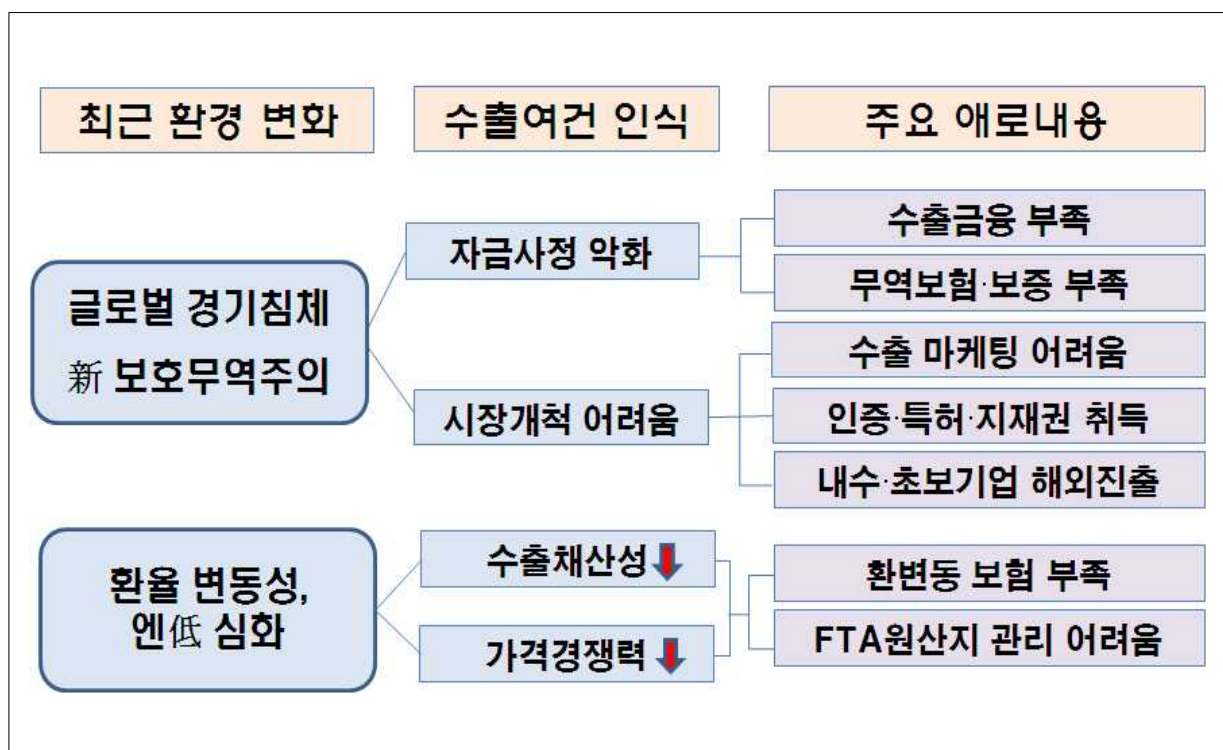 최근 환경 변화
수출여건 인식
주요 애로내용
글로벌 경기침체
新 보호무역주의
자금사정 악화
시장개척 어려움
수출금융 부족
무역보험·보증 부족
수출 마케팅 어려움
인증·특허·지재권 취득
내수·초보기업 해외진출
환율 변동성,
엔低 심화
수출채산성
가격경쟁력
환변동 보험 부족
FTA원산지 관리 어려움